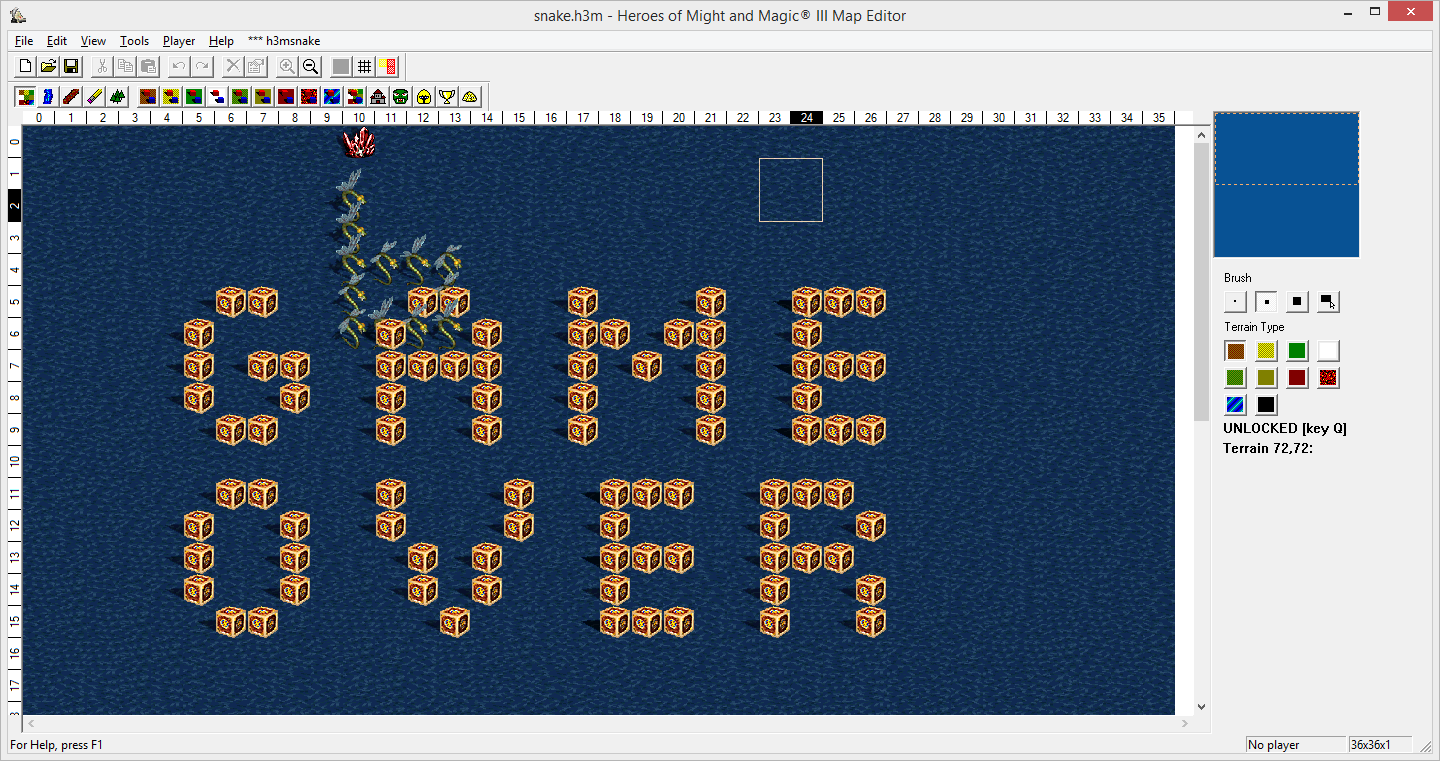 snake.h3m - Heroes of Might and Magic® III Map Editor
File Edit View Tools Player Help *** h3msnake
0 1 2 3 4 5 6 7 8 9 10 11 12 13 14 15 16 17 18 19 20 21 22 23 24 25 26 27 28 29 30 31 32 33 34 35
0
1
2
3
4
5
6
7
8
9
10
11
12
13
14
15
16
17
GAME
OVER
Brush
Terrain Type
UNLOCKED [key Q]
Terrain 72,72:
For Help, press F1
No player
36x36x1